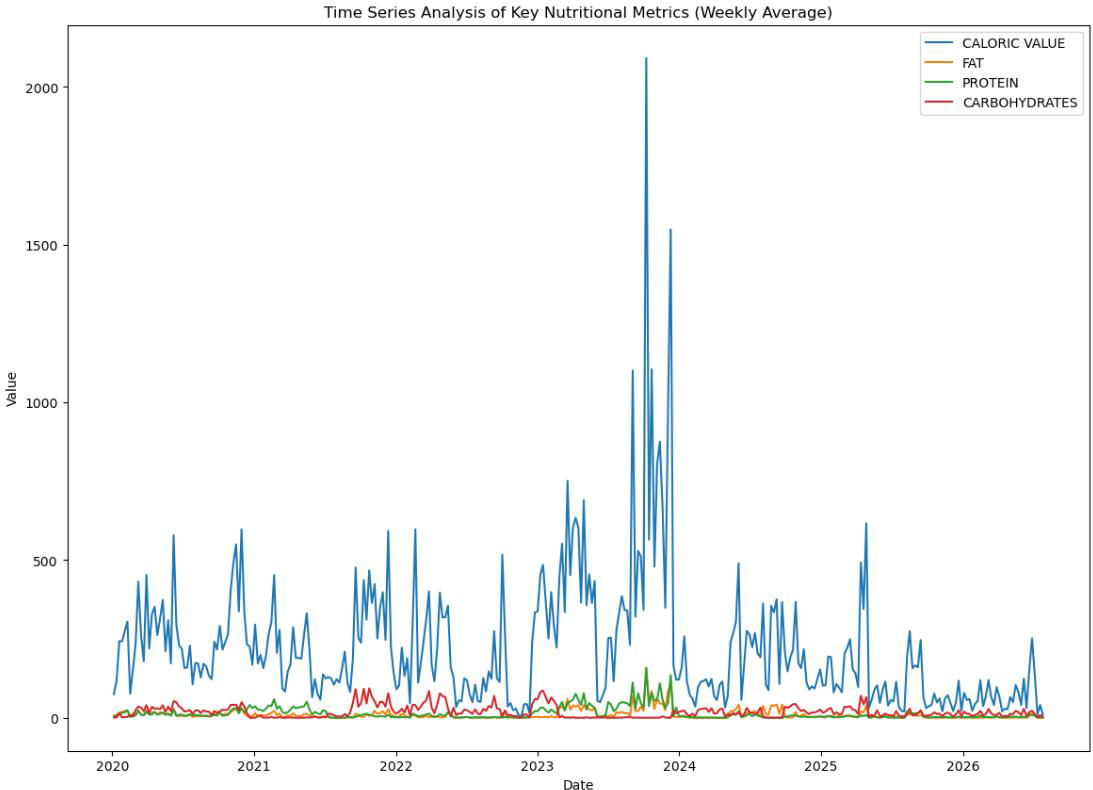 Time Series Analysis of Key Nutritional Metrics (Weekly Average)
CALORIC VALUE
FAT
PROTEIN
CARBOHYDRATES
2000
1500
1000
500
0
Value
2020 2021 2022 2023 2024 2025 2026
Date